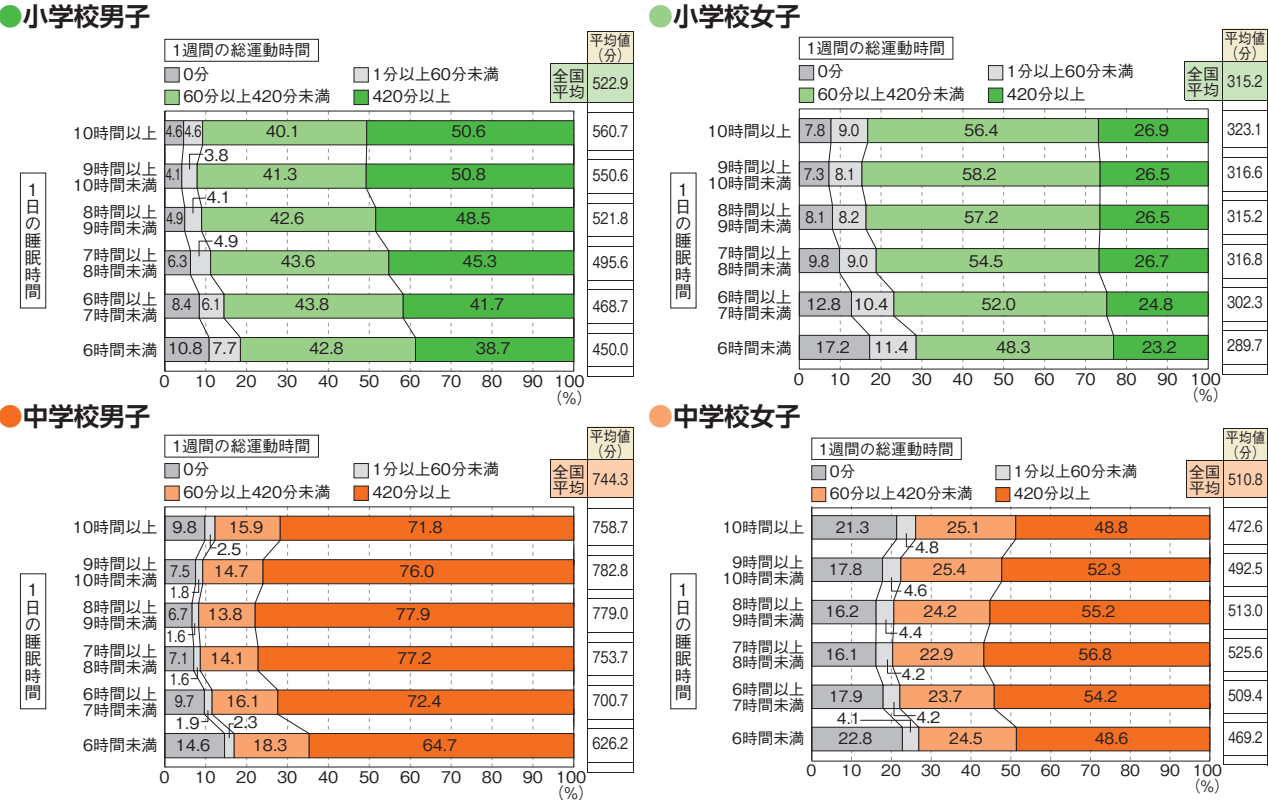 ●小学校男子
1週間の総運動時間
0分
1分以上60分未満
60分以上420分未満
420分以上
平均値
(分)
全国
平均
522.9
1日の睡眠時間
10時間以上
4.6 4.6 40.1 50.6 560.7
3.8
9時間以上
10時間未満
4.1 41.3 50.8 550.6
4.1
8時間以上
9時間未満
4.9 42.6 48.5 521.8
4.9
7時間以上
8時間未満
6.3 43.6 45.3 495.6
6時間以上
7時間未満
8.4 6.1 43.8 41.7 468.7
6時間未満
10.8 7.7 42.8 38.7 450.0
0 10 20 30 40 50 60 70 80 90 100
(%)
●小学校女子
1週間の総運動時間
0分
1分以上60分未満
60分以上420分未満
420分以上
平均値
(分)
全国
平均
315.2
1日の睡眠時間
10時間以上
7.8 9.0 56.4 26.9 323.1
9時間以上
10時間未満
7.3 8.1 58.2 26.5 316.6
8時間以上
9時間未満
8.1 8.2 57.2 26.5 315.2
7時間以上
8時間未満
9.8 9.0 54.5 26.7 316.8
6時間以上
7時間未満
12.8 10.4 52.0 24.8 302.3
6時間未満
17.2 11.4 48.3 23.2 289.7
0 10 20 30 40 50 60 70 80 90 100
(%)
●中学校男子
1週間の総運動時間
0分
1分以上60分未満
60分以上420分未満
420分以上
平均値
(分)
全国
平均
744.3
1日の睡眠時間
10時間以上
9.8 15.9 71.8 758.7
2.5
9時間以上
10時間未満
7.5 14.7 76.0 782.8
1.8
8時間以上
9時間未満
6.7 13.8 77.9 779.0
1.6
7時間以上
8時間未満
7.1 14.1 77.2 753.7
1.6
6時間以上
7時間未満
9.7 16.1 72.4 700.7
1.9 2.3
6時間未満
14.6 18.3 64.7 626.2
0 10 20 30 40 50 60 70 80 90 100
(%)
●中学校女子
1週間の総運動時間
0分
1分以上60分未満
60分以上420分未満
420分以上
平均値
(分)
全国
平均
510.8
1日の睡眠時間
10時間以上
21.3 25.1 48.8 472.6
4.8
9時間以上
10時間未満
17.8 25.4 52.3 492.5
4.6
8時間以上
9時間未満
16.2 24.2 55.2 513.0
4.4
7時間以上
8時間未満
16.1 22.9 56.8 525.6
4.2
6時間以上
7時間未満
17.9 23.7 54.2 509.4
4.1 4.2
6時間未満
22.8 24.5 48.6 469.2
0 10 20 30 40 50 60 70 80 90 100
(%)